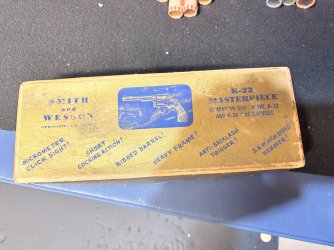 SMITH
and
WESSON
K-22
MASTERPIECE
MICROMETER
CLICK SIGHT!
SHORT
COCKING ACTION!
RIBBED BARREL!
HEAVY FRAME!
ANTI-BACKLASH
TRIGGER!
HAMMER!